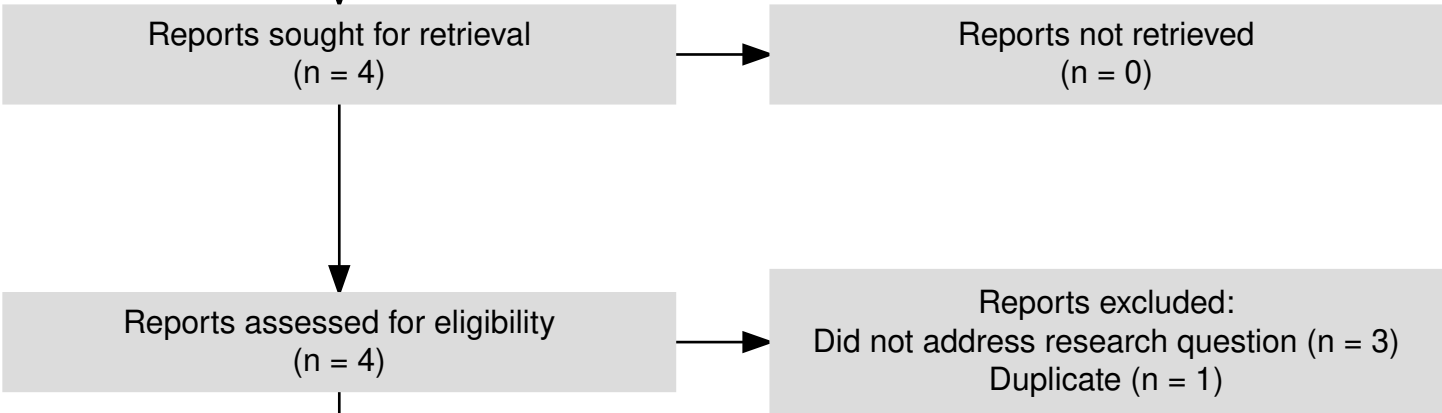 Reports sought for retrieval
(n = 4)
Reports not retrieved
(n = 0)
Reports assessed for eligibility
(n = 4)
Reports excluded:
Did not address research question (n = 3)
Duplicate (n = 1)